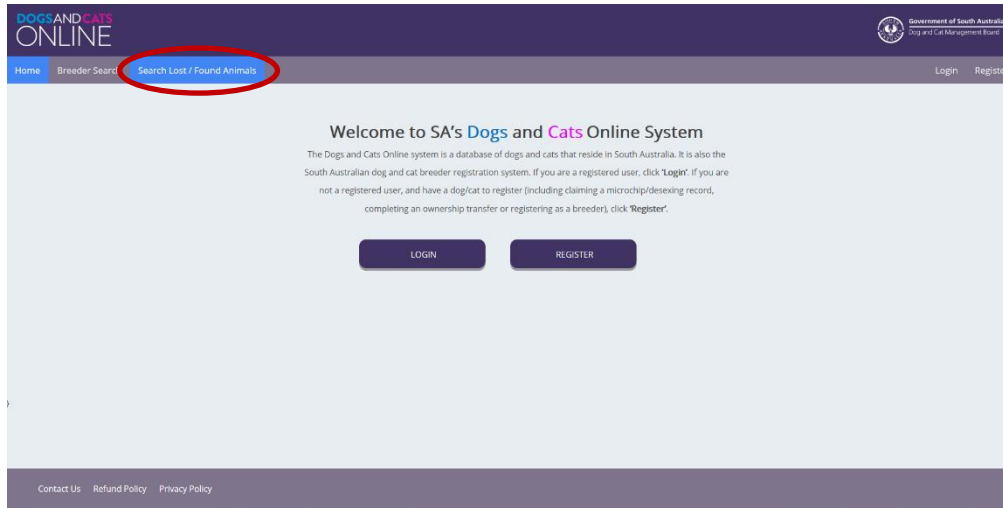 DOGSANDCATS
ONLINE
Government of South Australia
Dog and Cat Management Board
Home Breeder Search Search Lost / Found Animals Login Registe
Welcome to SA's Dogs and Cats Online System
The Dogs and Cats Online system is a database of dogs and cats that reside in South Australia. It is also the
South Australian dog and cat breeder registration system. If you are a registered user, click 'Login'. If you are
not a registered user, and have a dog/cat to register (including claiming a microchip/desexing record,
completing an ownership transfer or registering as a breeder), click 'Register'.
LOGIN REGISTER
Contact Us Refund Policy Privacy Policy